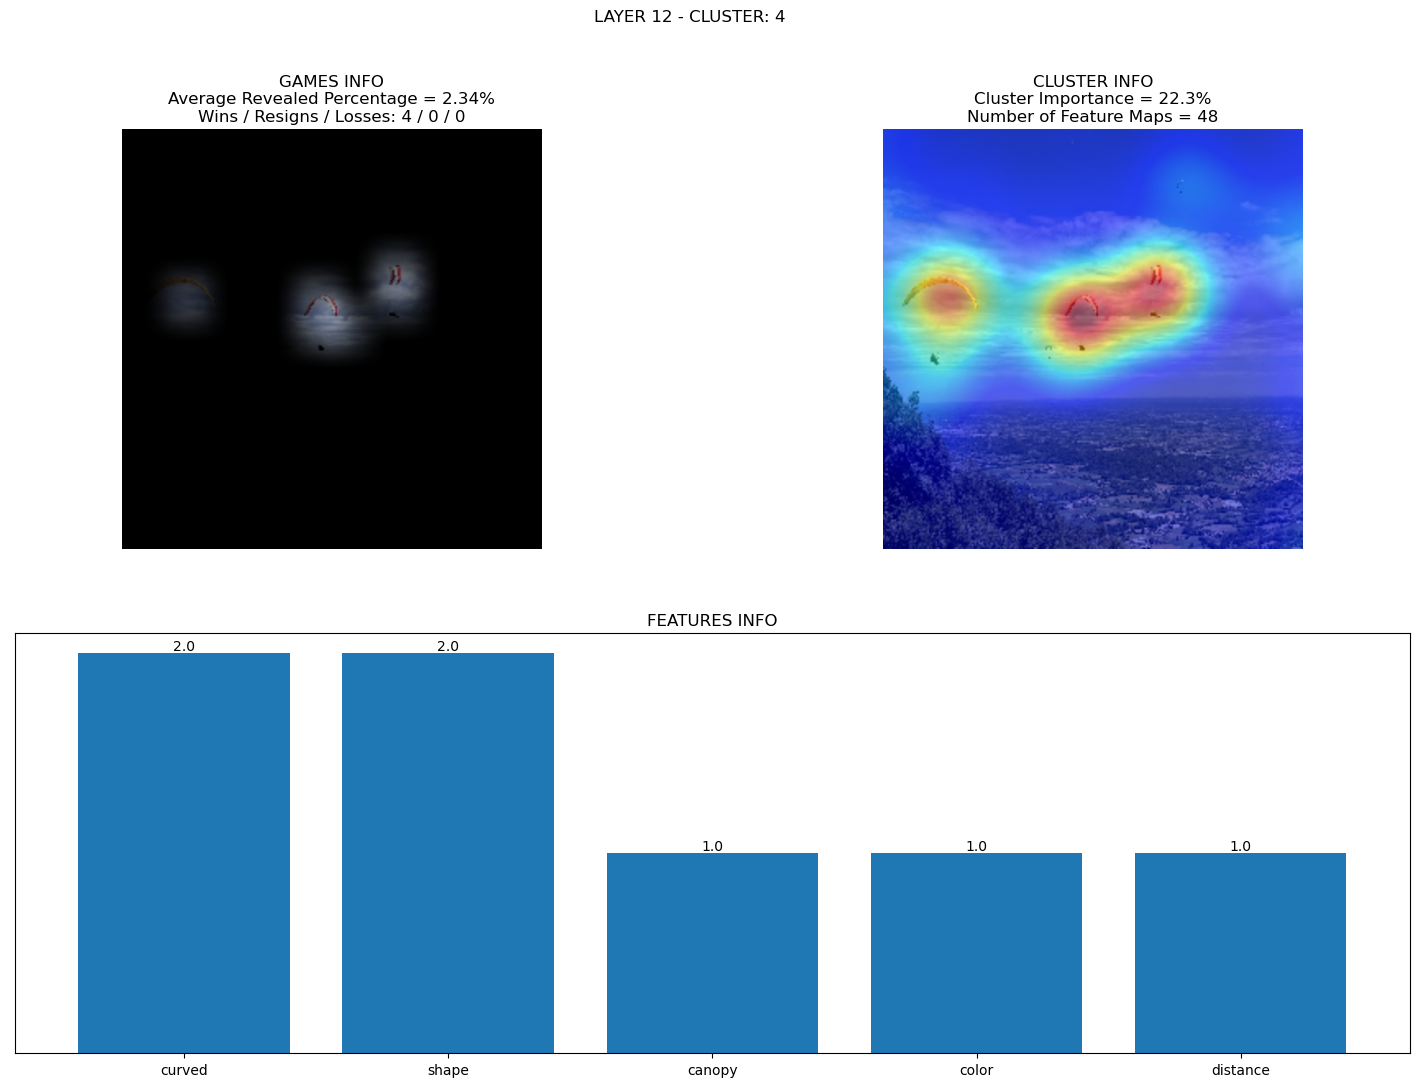 LAYER 12 - CLUSTER: 4
GAMES INFO
Average Revealed Percentage = 2.34%
Wins / Resigns / Losses: 4 / 0 / 0
CLUSTER INFO
Cluster Importance = 22.3%
Number of Feature Maps = 48
FEATURES INFO
2.0
2.0
1.0
1.0
1.0
curved
shape
canopy
color
distance